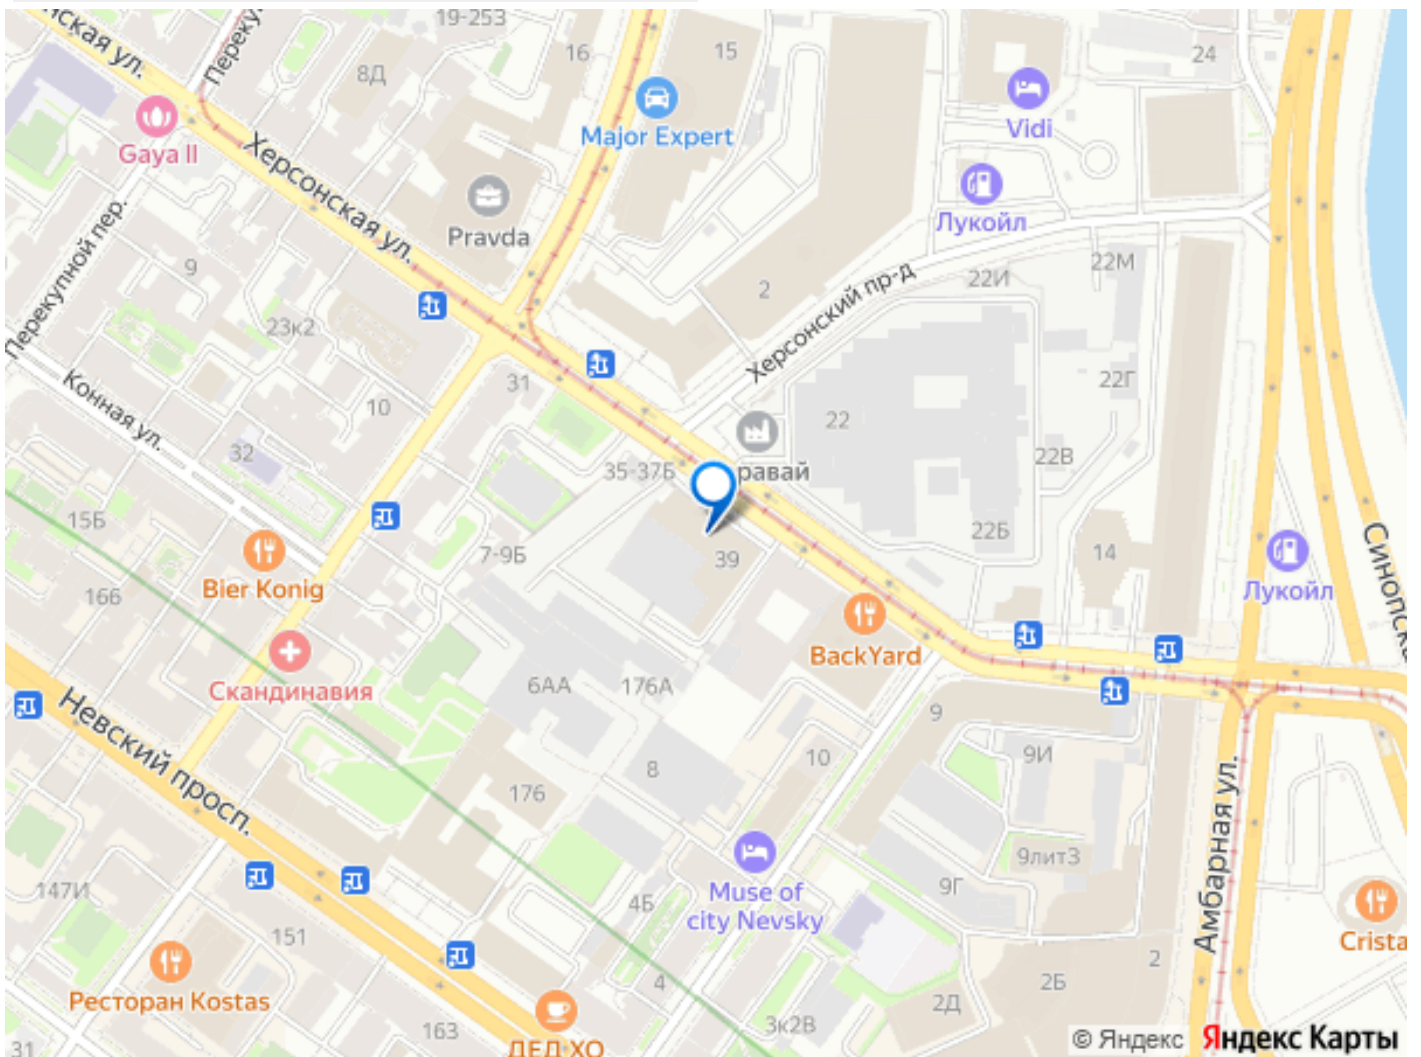 нская ул.
Перекуп
19-253
16
15
24
8Д
Major Expert
Vidi
Gaya II
Херсонская ул.
Pravda
Лукойл
Перекупной пер.
9
22М
22И
2
Херсонский пр-д
23к2
Конная ул.
31
22Г
10
22
32
35-37Б
равай
22В
15Б
22Б
7-9Б
39
14
Синопска
Bier Konig
Лукойл
166
BackYard
Скандинавия
6АА
176А
Невский просп.
9
9И
10
8
176
Амбарная ул.
9лит3
147И
Muse of
city Nevsky
9Г
4Б
151
Crista
2
Ресторан Kostas
4
2Б
2Д
163
3к2В
31
ДЕД ХО
© Яндекс Яндекс Карты